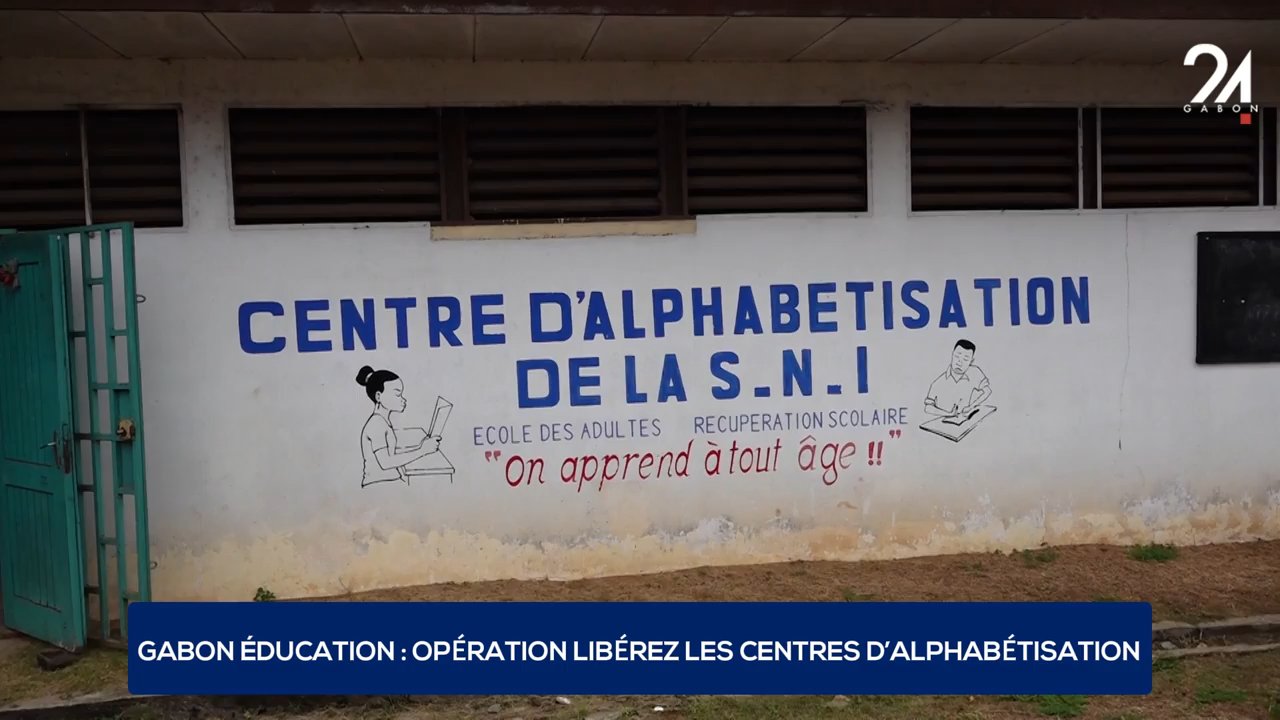 24
GABON
CENTRE D'ALPHABETISATION
DE LA S_N_I
ECOLE DES ADULTES RECUPERATION SCOLAIRE
"On apprend à tout âge !!"
GABON ÉDUCATION : OPÉRATION LIBÉREZ LES CENTRES D'ALPHABÉTISATION